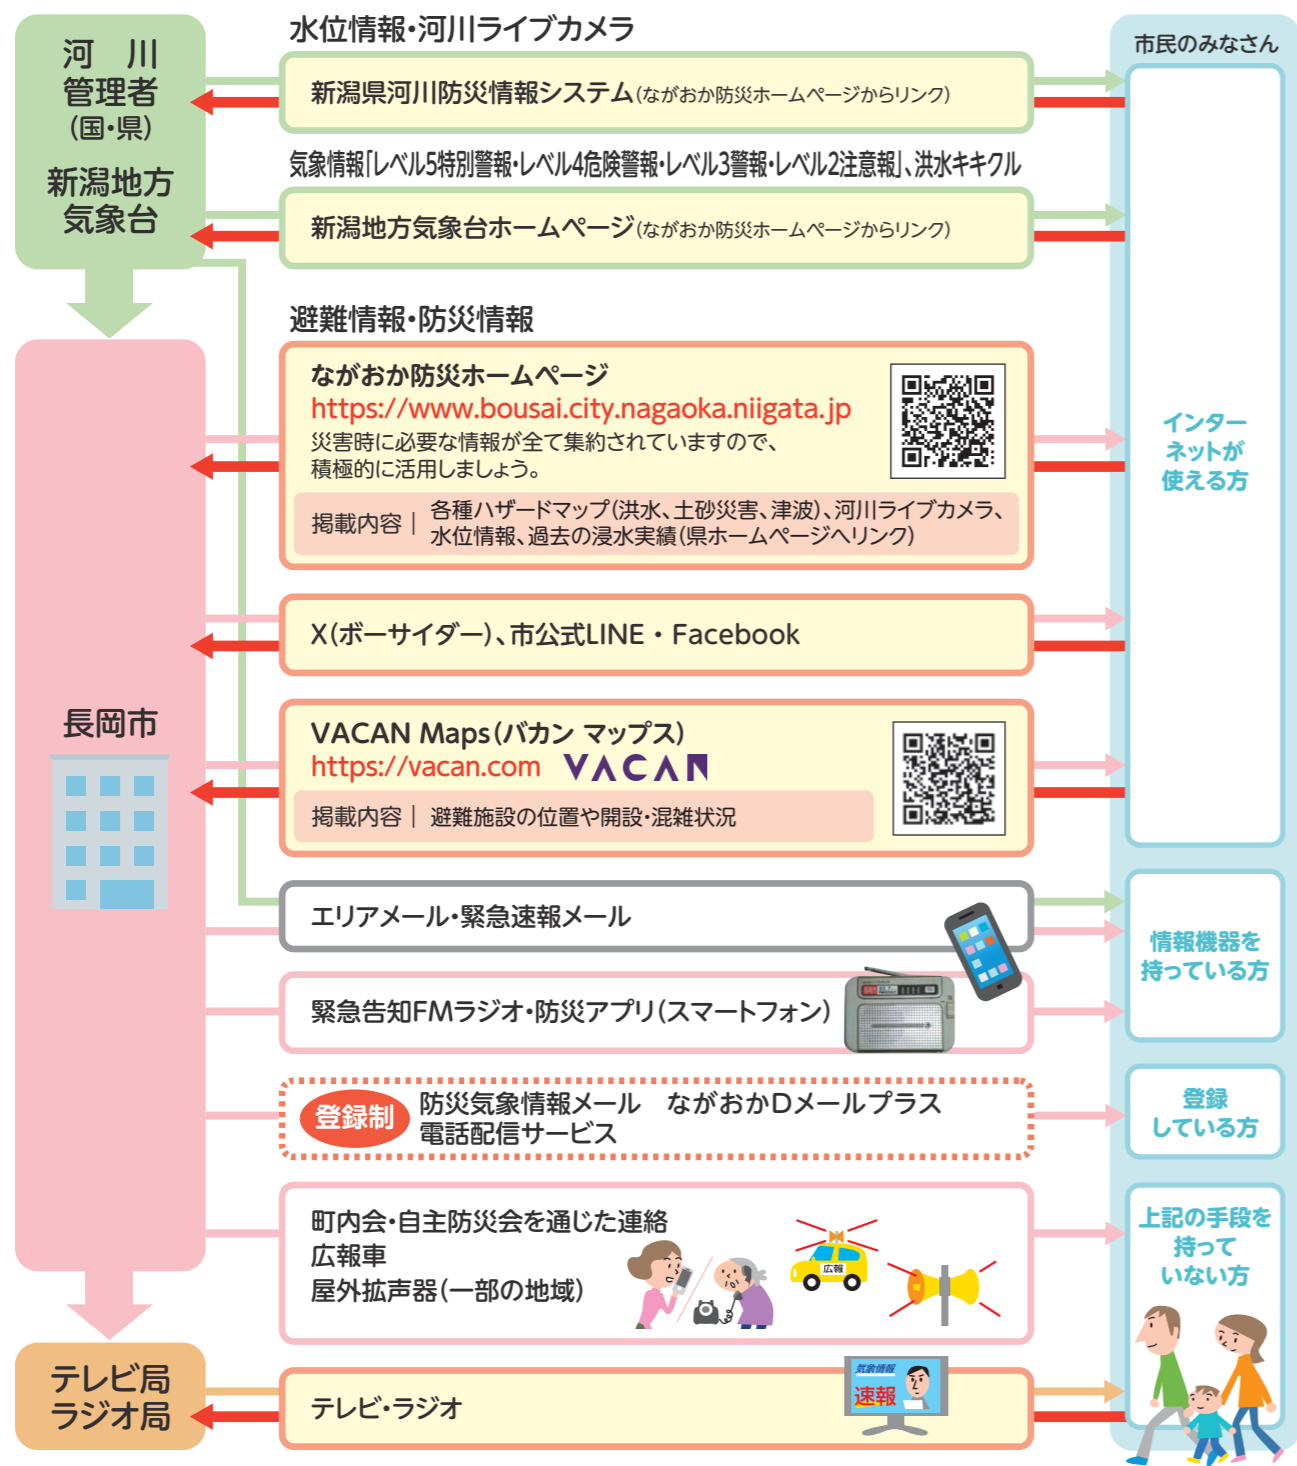 河　川
管理者
(国・県)
新潟地方
気象台
水位情報・河川ライブカメラ
新潟県河川防災情報システム(ながおか防災ホームページからリンク)
気象情報「レベル5特別警報・レベル4危険警報・レベル3警報・レベル2注意報」、洪水キキクル
新潟地方気象台ホームページ(ながおか防災ホームページからリンク)
市民のみなさん
長岡市
避難情報・防災情報
ながおか防災ホームページ
https://www.bousai.city.nagaoka.niigata.jp
災害時に必要な情報が全て集約されていますので、
積極的に活用しましょう。
掲載内容｜各種ハザードマップ(洪水、土砂災害、津波)、河川ライブカメラ、
水位情報、過去の浸水実績(県ホームページへリンク)
X(ボーサイダー)、市公式LINE・Facebook
VACAN Maps(バカン マップス)
https://vacan.com VACAN
掲載内容｜避難施設の位置や開設・混雑状況
インター
ネットが
使える方
エリアメール・緊急速報メール
緊急告知FMラジオ・防災アプリ(スマートフォン)
情報機器を
持っている方
登録制
防災気象情報メール　ながおかDメールプラス
電話配信サービス
登録
している方
町内会・自主防災会を通じた連絡
広報車
屋外拡声器(一部の地域)
広報
上記の手段を
持って
いない方
テレビ局
ラジオ局
テレビ・ラジオ
気象情報
速報